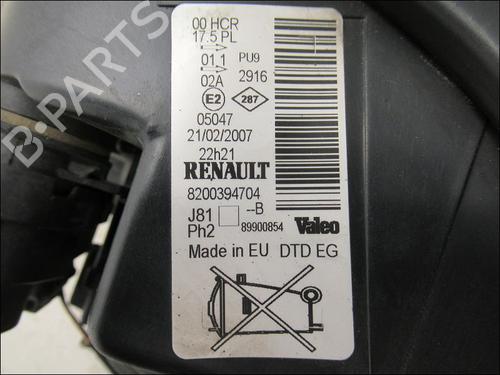 00 HCR
17.5 PL
01.1 PU9
02A 2916
E2 287
05047
21/02/2007
22h21
RENAULT
8200394704
J81 --B
Ph2 89900854 Valeo
Made in EU DTD EG
B-PARTS